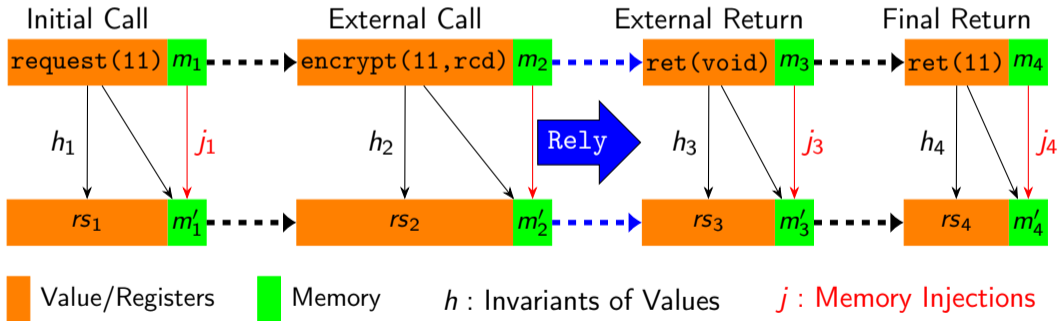 Initial Call External Call External Return Final Return
request(11) m₁ encrypt(11,rcd) m₂ ret(void) m₃ ret(11) m₄
h₁ j₁ h₂ Rely h₃ j₃ h₄ j₄
rs₁ m′₁ rs₂ m′₂ rs₃ m′₃ rs₄ m′₄
Value/Registers Memory h : Invariants of Values j : Memory Injections